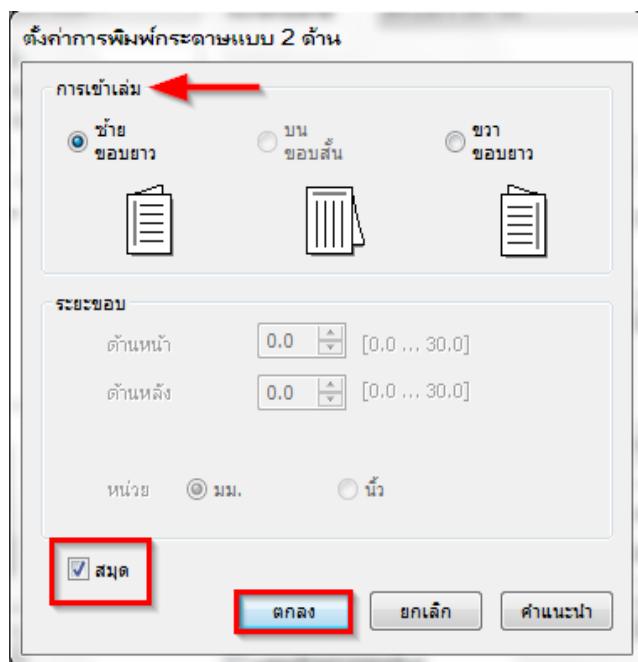 ตั้งค่าการพิมพ์กระดาษแบบ 2 ด้าน
การเข้าเล่ม
ซ้าย
ขอบยาว
บน
ขอบสั้น
ขวา
ขอบยาว
ระยะขอบ
ด้านหน้า 0.0 [0.0 ... 30.0]
ด้านหลัง 0.0 [0.0 ... 30.0]
หน่วย มม. นิ้ว
สมุด
ตกลง ยกเลิก คำแนะนำ